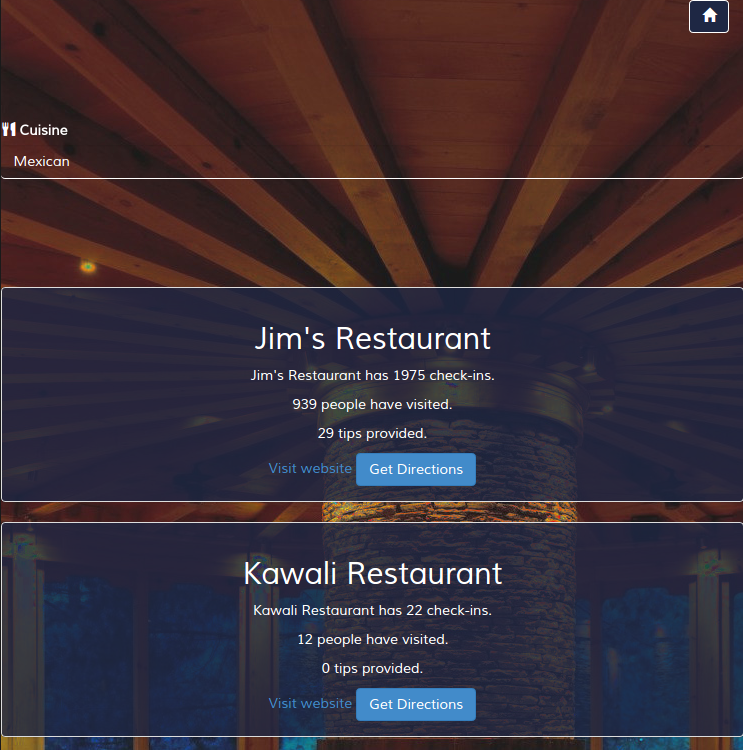 Cuisine
Mexican
Jim's Restaurant
Jim's Restaurant has 1975 check-ins.
939 people have visited.
29 tips provided.
Visit website Get Directions
Kawali Restaurant
Kawali Restaurant has 22 check-ins.
12 people have visited.
0 tips provided.
Visit website Get Directions